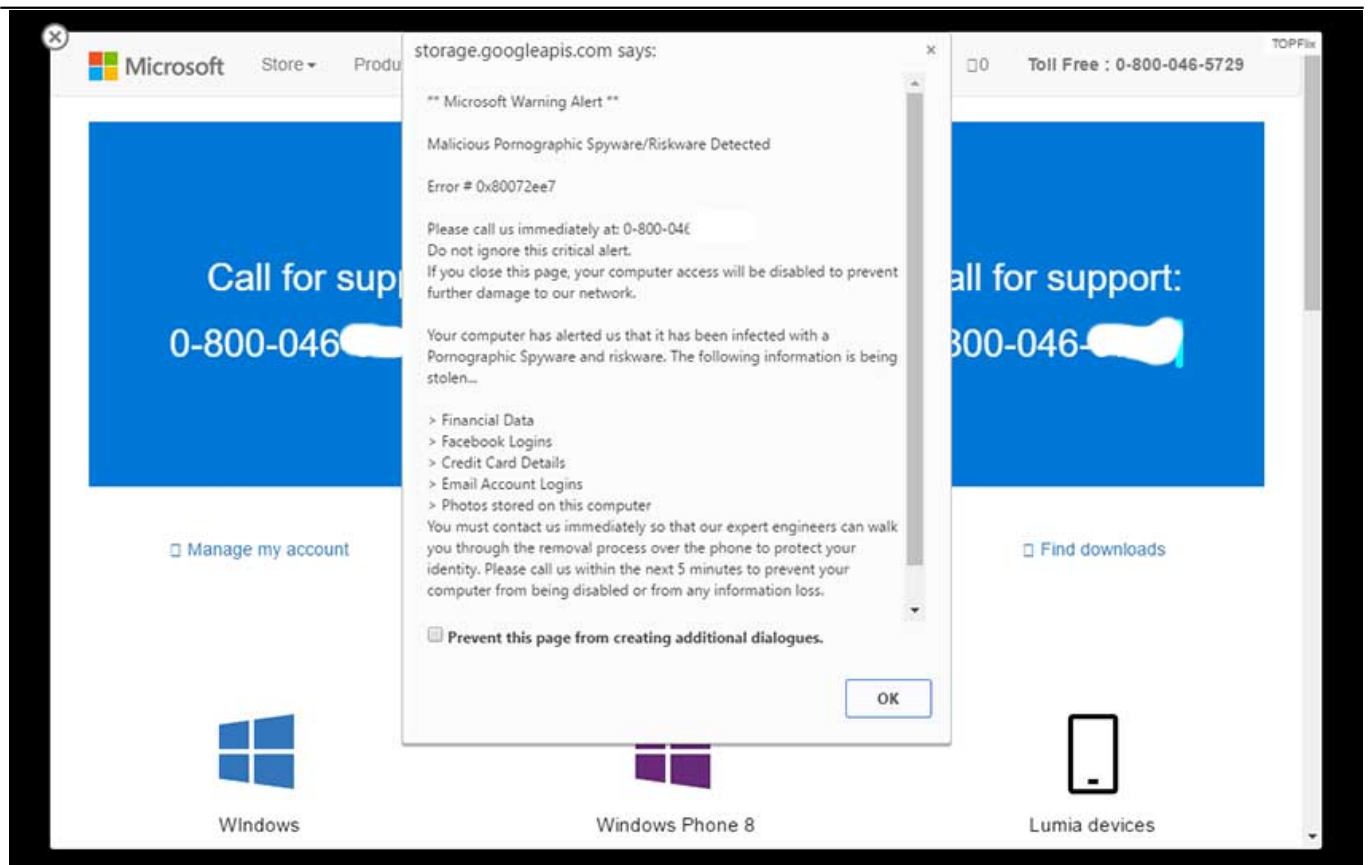 TOPFlix
Microsoft Store Produ 0 Toll Free : 0-800-046-5729
storage.googleapis.com says:
** Microsoft Warning Alert **
Malicious Pornographic Spyware/Riskware Detected
Error # 0x80072ee7
Please call us immediately at: 0-800-04
Do not ignore this critical alert.
If you close this page, your computer access will be disabled to prevent
further damage to our network.
Your computer has alerted us that it has been infected with a
Pornographic Spyware and riskware. The following information is being
stolen...
> Financial Data
> Facebook Logins
> Credit Card Details
> Email Account Logins
> Photos stored on this computer
You must contact us immediately so that our expert engineers can walk
you through the removal process over the phone to protect your
identity. Please call us within the next 5 minutes to prevent your
computer from being disabled or from any information loss.
Prevent this page from creating additional dialogues.
OK
Call for supp
0-800-046
all for support:
800-046-
Manage my account
Find downloads
WIndows
Windows Phone 8
Lumia devices